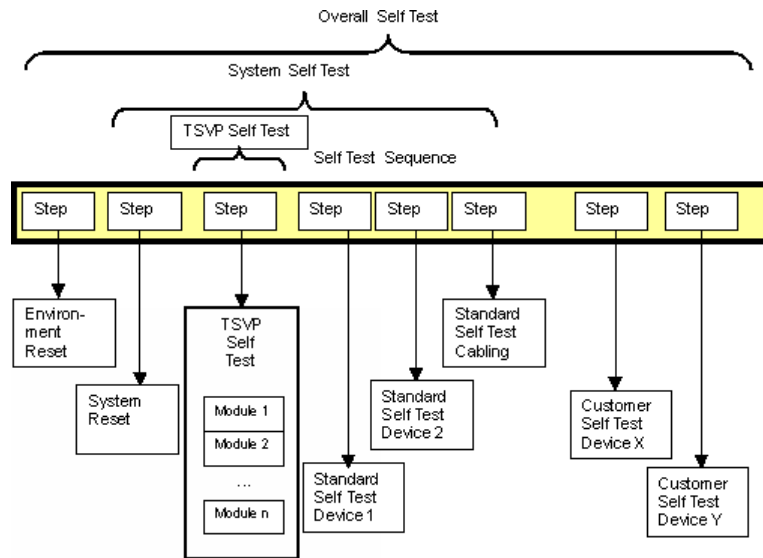 Overall Self Test
System Self Test
TSVP Self Test
Self Test Sequence
Step
Step
Step
Step
Step
Step
Step
Step
Environ-
ment
Reset
System
Reset
TSVP
Self
Test
Module 1
Module 2
...
Module n
Standard
Self Test
Device 1
Standard
Self Test
Device 2
Standard
Self Test
Cabling
Customer
Self Test
Device X
Customer
Self Test
Device Y